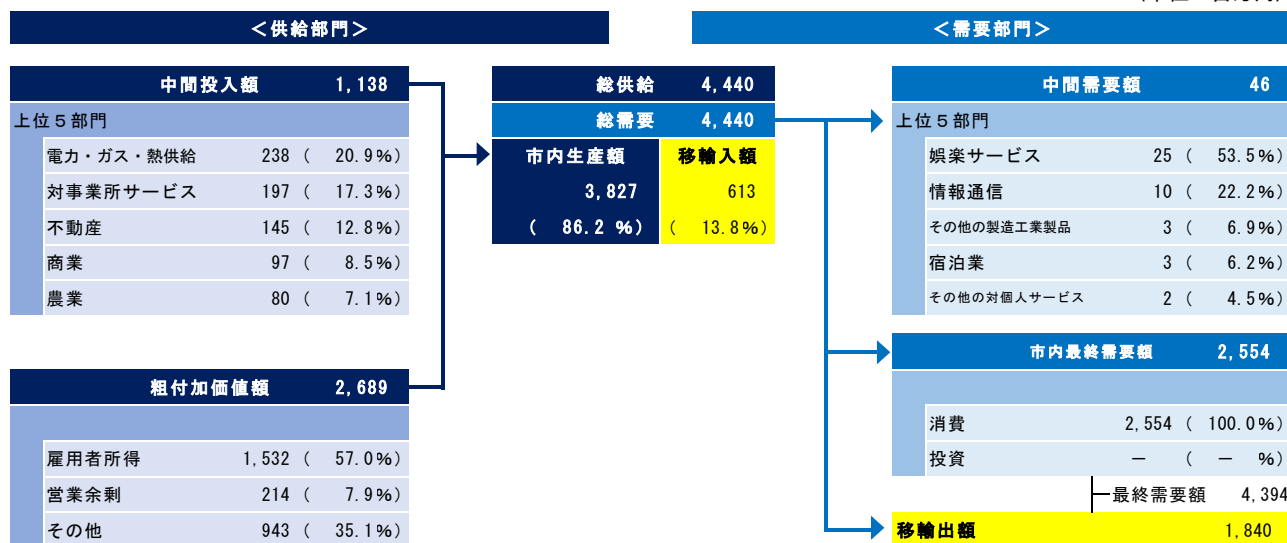 ＜供給部門＞
＜需要部門＞
中間投入額 1,138
上位５部門
電力・ガス・熱供給 238 ( 20.9%)
対事業所サービス 197 ( 17.3%)
不動産 145 ( 12.8%)
商業 97 ( 8.5%)
農業 80 ( 7.1%)
粗付加価値額 2,689
雇用者所得 1,532 ( 57.0%)
営業余剰 214 ( 7.9%)
その他 943 ( 35.1%)
総供給 4,440
総需要 4,440
市内生産額 移輸入額
3,827 613
( 86.2 %) ( 13.8%)
中間需要額 46
上位５部門
娯楽サービス 25 ( 53.5%)
情報通信 10 ( 22.2%)
その他の製造工業製品 3 ( 6.9%)
宿泊業 3 ( 6.2%)
その他の対個人サービス 2 ( 4.5%)
市内最終需要額 2,554
消費 2,554 ( 100.0%)
投資 － ( － %)
最終需要額 4,394
移輸出額 1,840